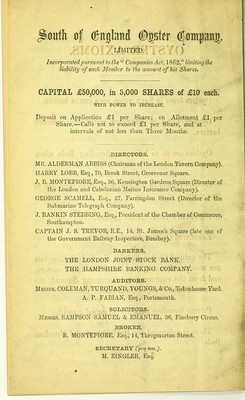 South of England Oyster Company,
LIMITED.
Incorporated pursuant to the "Companies Act, 1862," limiting the
liability of each Member to the amount of his Shares.
CAPITAL £50,000, in 5,000 SHARES of £10 each.
WITH POWER TO INCREASE.
Deposit on Application £1 per Share; on Allotment £1 per
Share.—Calls not to exceed £1 per Share, and at
intervals of not less than Three Months.
DIRECTORS.
MR. ALDERMAN ABBISS (Chairman of the London Tavern Company).
HARRY LOBB, Esq., 70, Brook Street, Grosvenor Square.
J. B. MONTEFIORE, Esq., 36, Kensington Gardens Square (Director of
the London and Caledonian Marine Insurance Company).
GEORGE SCAMELL, Esq., 27, Farringdon Street (Director of the
Submarine Telegraph Company).
J. RANKIN STEBBING, Esq., President of the Chamber of Commerce,
Southampton.
CAPTAIN J. S. TREVOR, R.E., 14, St. James's Square (late one of
the Government Railway Inspectors, Bombay).
BANKERS.
THE LONDON JOINT STOCK BANK.
THE HAMPSHIRE BANKING COMPANY.
AUDITORS.
MESSRS. COLEMAN, TURQUAND, YOUNGS, & Co., Tokenhouse Yard.
A. P. FABIAN, Esq., Portsmouth.
SOLICITORS.
MESSRS. SAMPSON SAMUEL & EMANUEL, 36, Finsbury Circus.
BROKER.
R. MONTEFIORE, Esq., 14, Throgmorton Street.
SECRETARY (pro tem.).
M. ZINGLER, Esq.